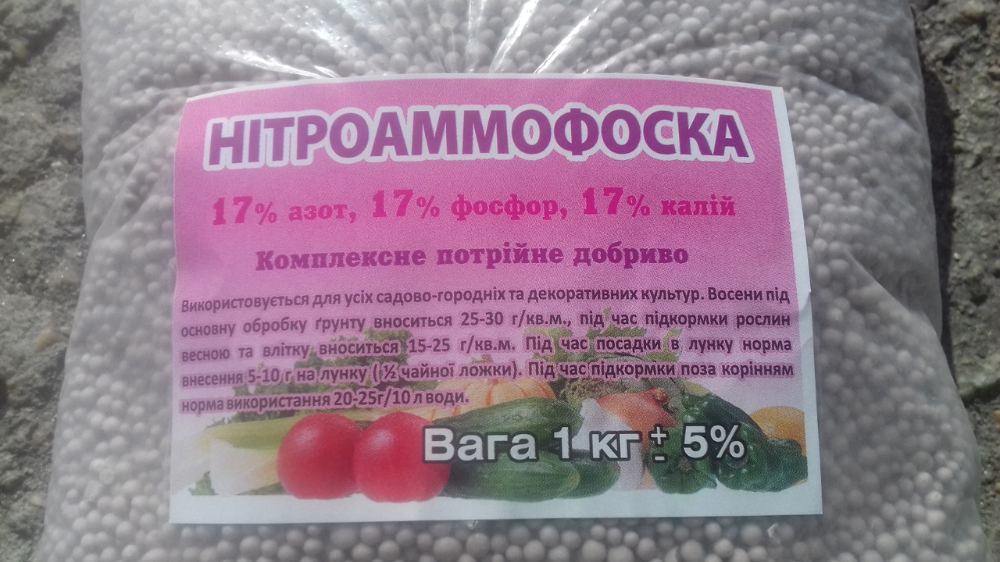 НІТРОАММОФОСКА
17% азот, 17% фосфор, 17% калій
Комплексне потрійне добриво
Використовується для усіх садово-городніх та декоративних культур. Восени під
основну обробку ґрунту вноситься 25-30 г/кв.м., під час підкормки рослин
весною та влітку вноситься 15-25 г/кв.м. Під час посадки в лунку норма
внесення 5-10 г на лунку ( ½ чайної ложки). Під час підкормки поза корінням
норма використання 20-25г/10 л води.
Вага 1 кг ± 5%